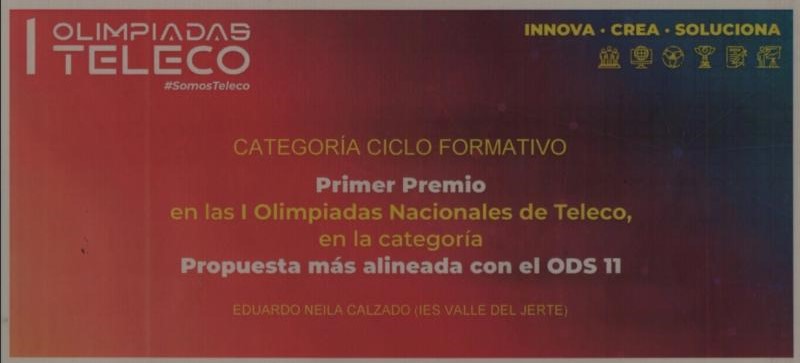 I OLIMPIADAS
TELECO
#SomosTeleco
INNOVA · CREA · SOLUCIONA
CATEGORÍA CICLO FORMATIVO
Primer Premio
en las I Olimpiadas Nacionales de Teleco,
en la categoría
Propuesta más alineada con el ODS 11
EDUARDO NEILA CALZADO (IES VALLE DEL JERTE)